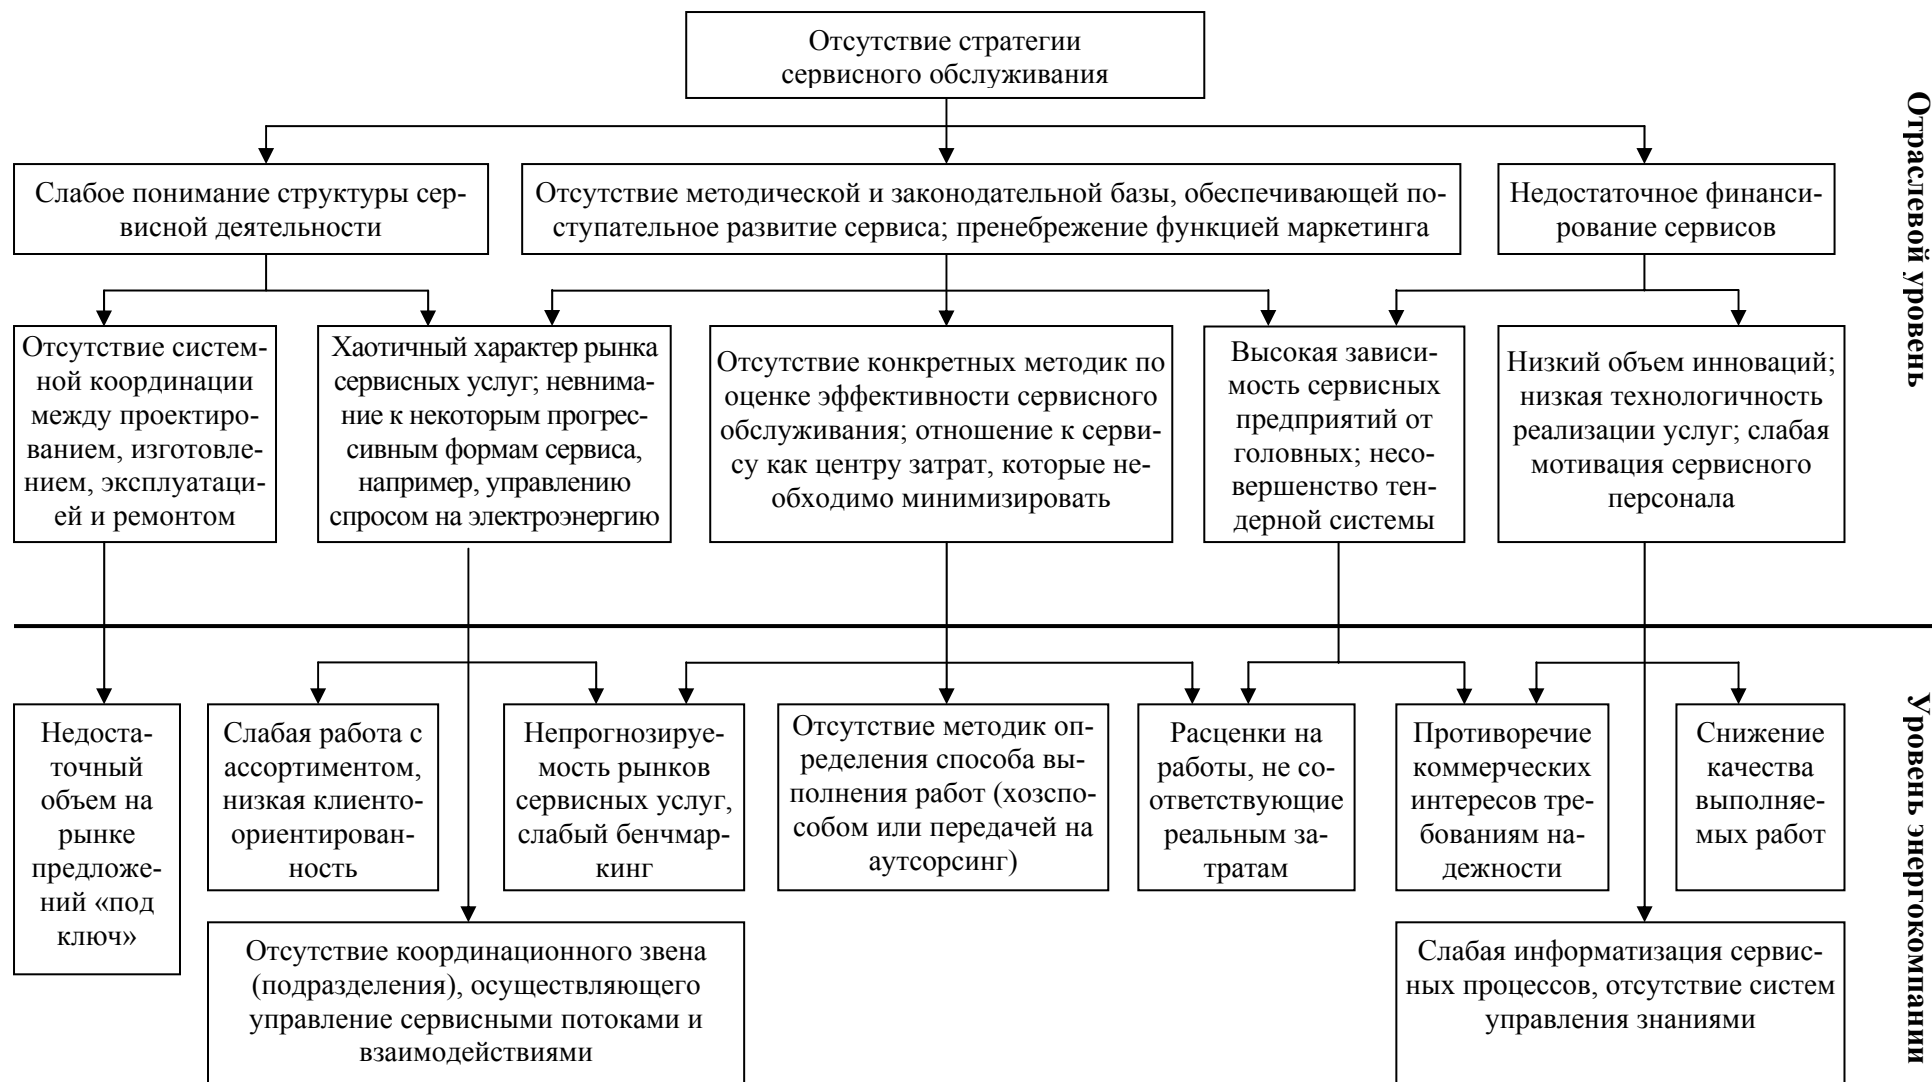 Отсутствие стратегии
сервисного обслуживания
Отраслевой уровень
Слабое понимание структуры сер-
висной деятельности
Отсутствие методической и законодательной базы, обеспечивающей по-
ступательное развитие сервиса; пренебрежение функцией маркетинга
Недостаточное финанси-
рование сервисов
Отсутствие систем-
ной координации
между проектиро-
ванием, изготовле-
нием, эксплуатаци-
ей и ремонтом
Хаотичный характер рынка
сервисных услуг; невнима-
ние к некоторым прогрес-
сивным формам сервиса,
например, управлению
спросом на электроэнергию
Отсутствие конкретных методик по
оценке эффективности сервисного
обслуживания; отношение к серви-
су как центру затрат, которые не-
обходимо минимизировать
Высокая зависи-
мость сервисных
предприятий от
головных; несо-
вершенство тен-
дерной системы
Низкий объем инноваций;
низкая технологичность
реализации услуг; слабая
мотивация сервисного
персонала
Уровень энергокомпании
Недоста-
точный
объем на
рынке
предложе-
ний «под
ключ»
Слабая работа с
ассортиментом,
низкая клиенто-
ориентирован-
ность
Непрогнозируе-
мость рынков
сервисных услуг,
слабый бенчмар-
кинг
Отсутствие методик оп-
ределения способа вы-
полнения работ (хозспо-
собом или передачей на
аутсорсинг)
Расценки на
работы, не со-
ответствующие
реальным за-
тратам
Противоречие
коммерческих
интересов тре-
бованиям на-
дежности
Снижение
качества
выполняе-
мых работ
Отсутствие координационного звена
(подразделения), осуществляющего
управление сервисными потоками и
взаимодействиями
Слабая информатизация сервис-
ных процессов, отсутствие систем
управления знаниями